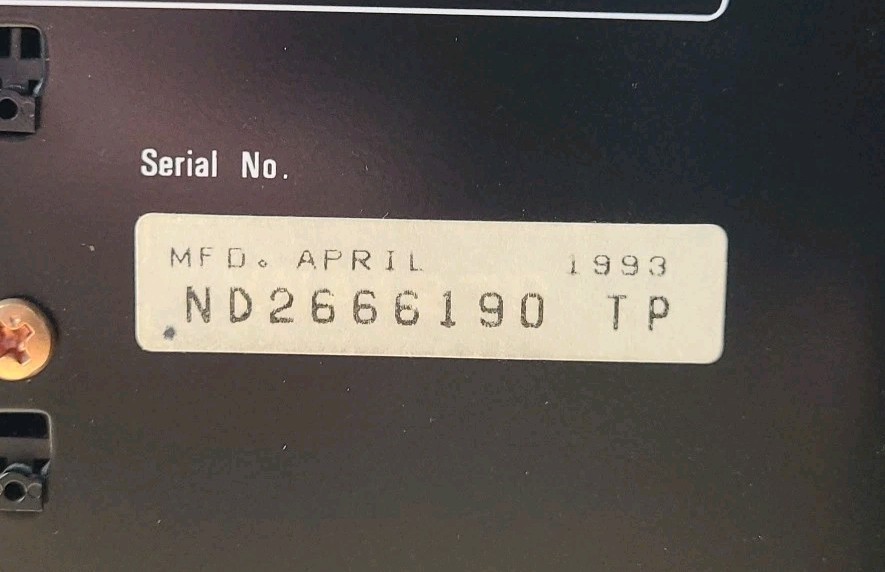 Serial No.
MFD. APRIL 1993
ND2666190 TP